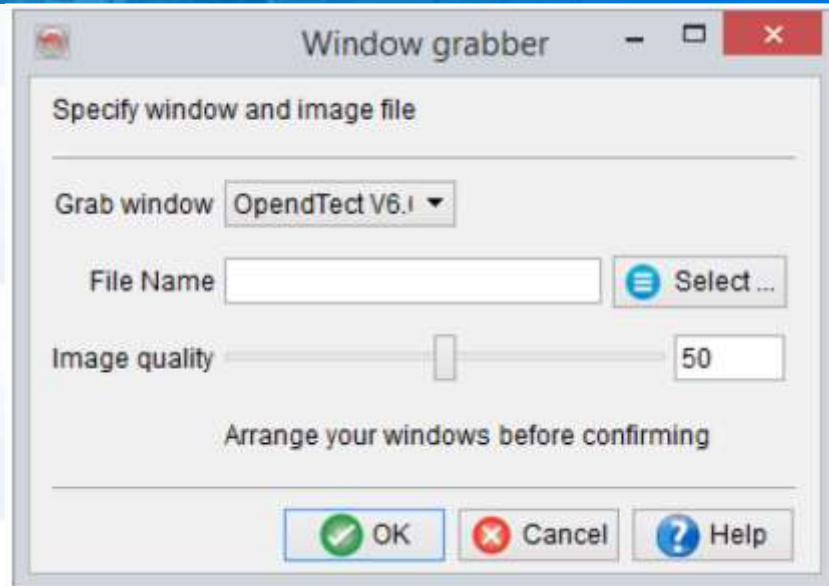 Window grabber
Specify window and image file
Grab window OpendTect V6.
File Name Select ...
Image quality 50
Arrange your windows before confirming
OK Cancel Help